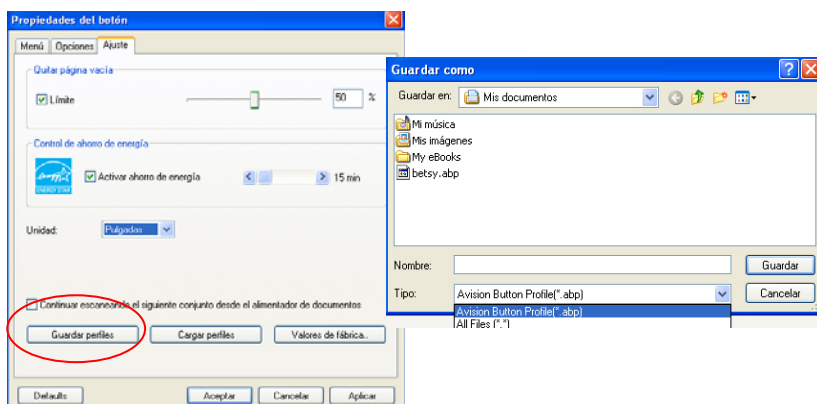 Propiedades del botón
Menú Opciones Ajuste
Quitar página vacía
Límite 50 %
Control de ahorro de energía
ENERGY STAR
Activar ahorro de energía 15 min
Unidad: Pulgadas
Continuar escaneando el siguiente conjunto desde el alimentador de documentos
Guardar perfiles Cargar perfiles Valores de fábrica..
Defaults Aceptar Cancelar Aplicar
Guardar como
Guardar en: Mis documentos
Mi música
Mis imágenes
My eBooks
betsy.abp
Nombre: Guardar
Tipo: Avision Button Profile(*.abp) Cancelar
Avision Button Profile(*.abp)
All Files (*.*)